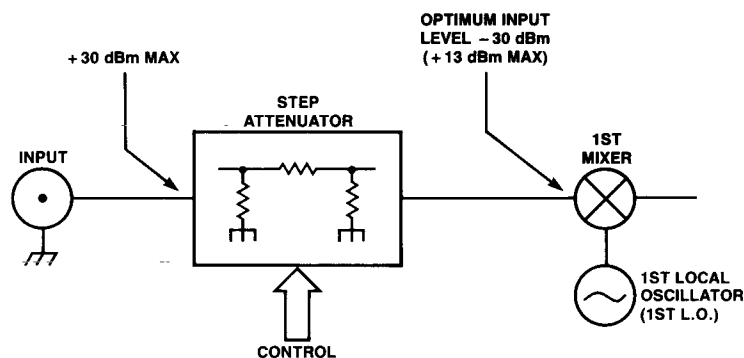 OPTIMUM INPUT
LEVEL – 30 dBm
(+ 13 dBm MAX)
+ 30 dBm MAX
STEP
ATTENUATOR
INPUT
1ST
MIXER
1ST LOCAL
OSCILLATOR
(1ST L.O.)
CONTROL